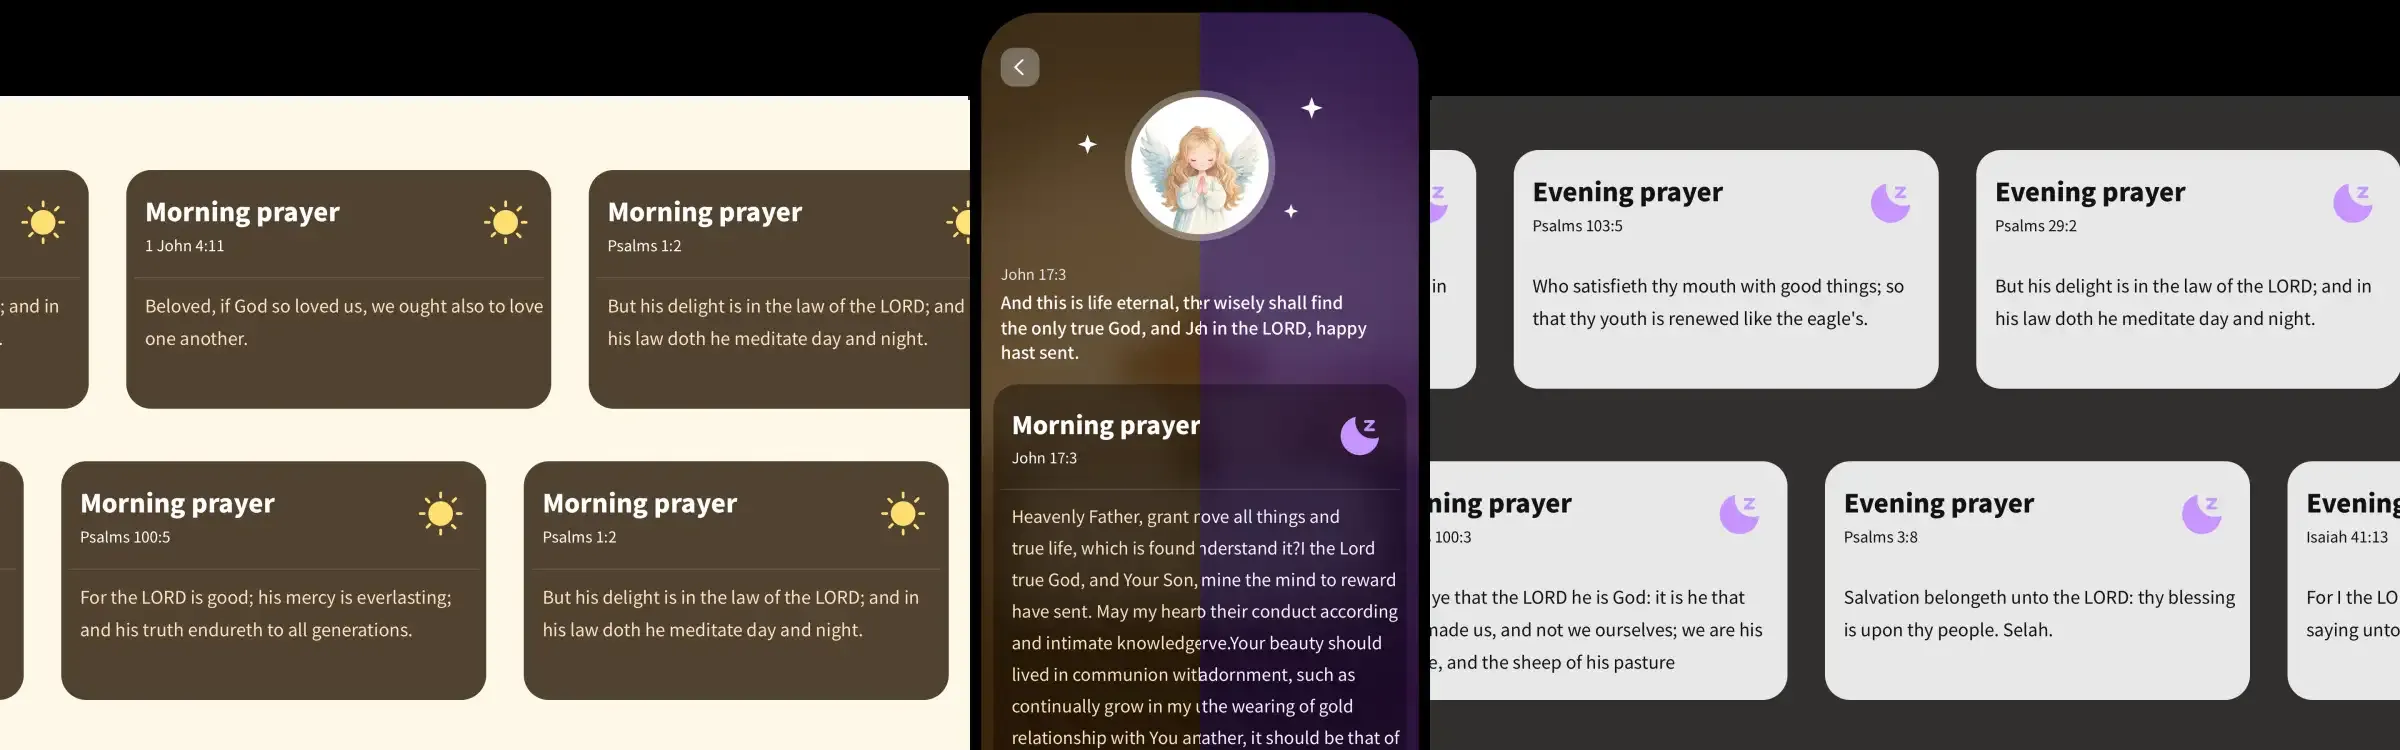 Morning prayer
1 John 4:11
; and in
Beloved, if God so loved us, we ought also to love
one another.
Morning prayer
Psalms 1:2
But his delight is in the law of the LORD; and
his law doth he meditate day and night.
Morning prayer
Psalms 100:5
For the LORD is good; his mercy is everlasting;
and his truth endureth to all generations.
Morning prayer
Psalms 1:2
But his delight is in the law of the LORD; and in
his law doth he meditate day and night.
John 17:3
And this is life eternal, wisely shall find
the only true God, and in the LORD, happy
hast sent.
Morning prayer
John 17:3
Heavenly Father, grant all things and
true life, which is found it?I the Lord
true God, and Your Son, mine the mind to reward
have sent. May my their conduct according
and intimate Your beauty should
lived in communion adornment, such as
continually grow in my the wearing of gold
relationship with You it should be that of
in
Evening prayer
Psalms 103:5
Who satisfieth thy mouth with good things; so
that thy youth is renewed like the eagle's.
Evening prayer
Psalms 29:2
But his delight is in the law of the LORD; and in
his law doth he meditate day and night.
prayer
100:3
ye that the LORD he is God: it is he that
us, and not we ourselves; we are his
and the sheep of his pasture
Evening prayer
Psalms 3:8
Salvation belongeth unto the LORD: thy blessing
is upon thy people. Selah.
Isaiah 41:13
For I the
saying